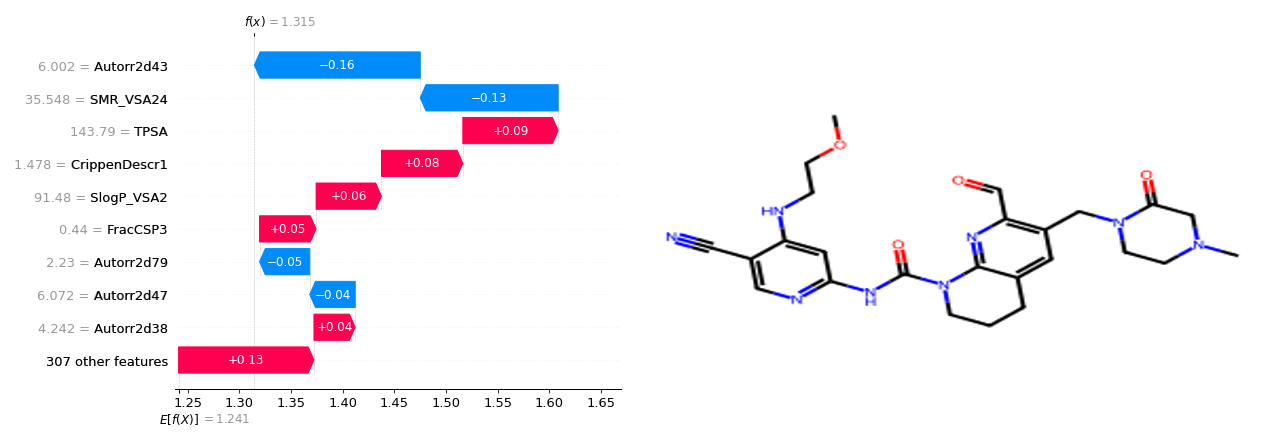 f(x) = 1.315
6.002 = Autorr2d43
−0.16
35.548 = SMR_VSA24
−0.13
143.79 = TPSA
+0.09
1.478 = CrippenDescr1
+0.08
91.48 = SlogP_VSA2
+0.06
0.44 = FracCSP3
+0.05
2.23 = Autorr2d79
−0.05
6.072 = Autorr2d47
−0.04
4.242 = Autorr2d38
+0.04
307 other features
+0.13
1.25 1.30 1.35 1.40 1.45 1.50 1.55 1.60 1.65
E[f(X)] = 1.241
O
HN
N
N
N
H
O
N
N
O
N
O
N